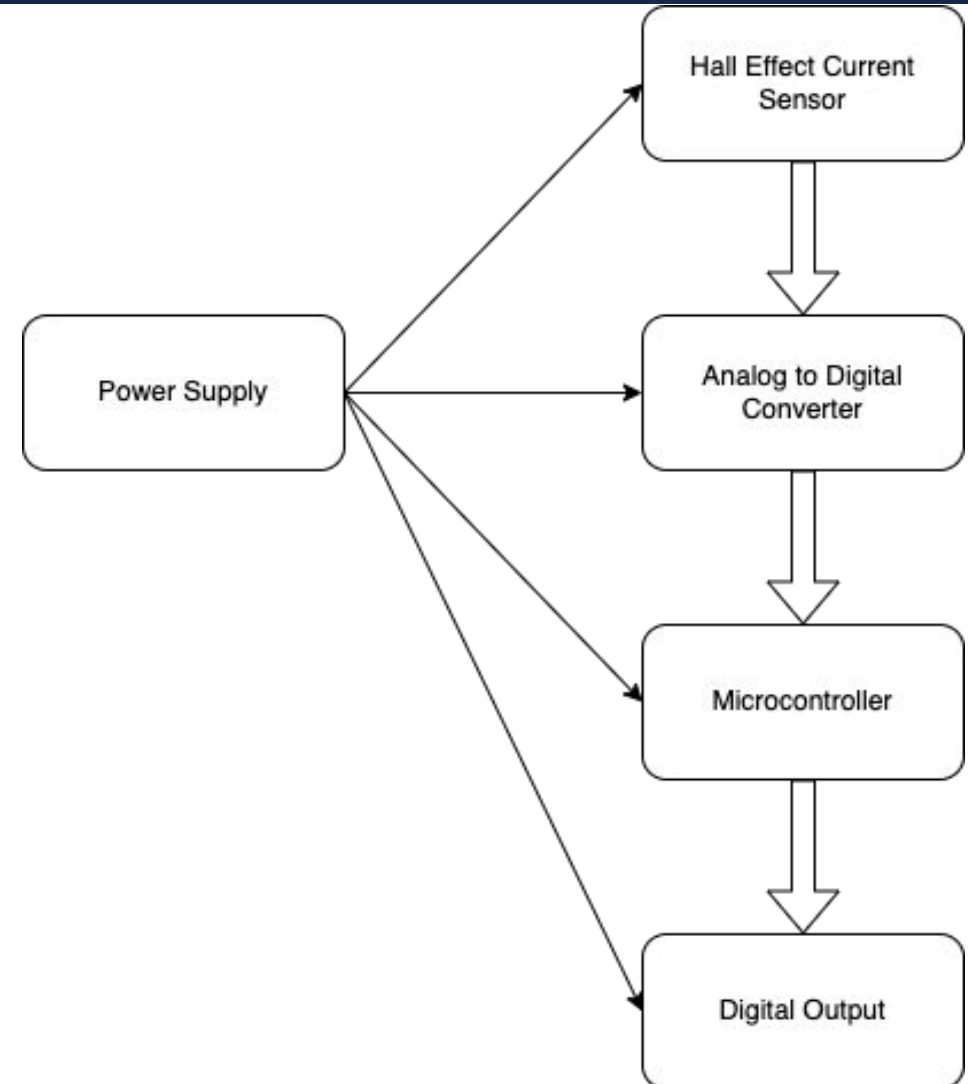 Hall Effect Current
Sensor
Power Supply
Analog to Digital
Converter
Microcontroller
Digital Output